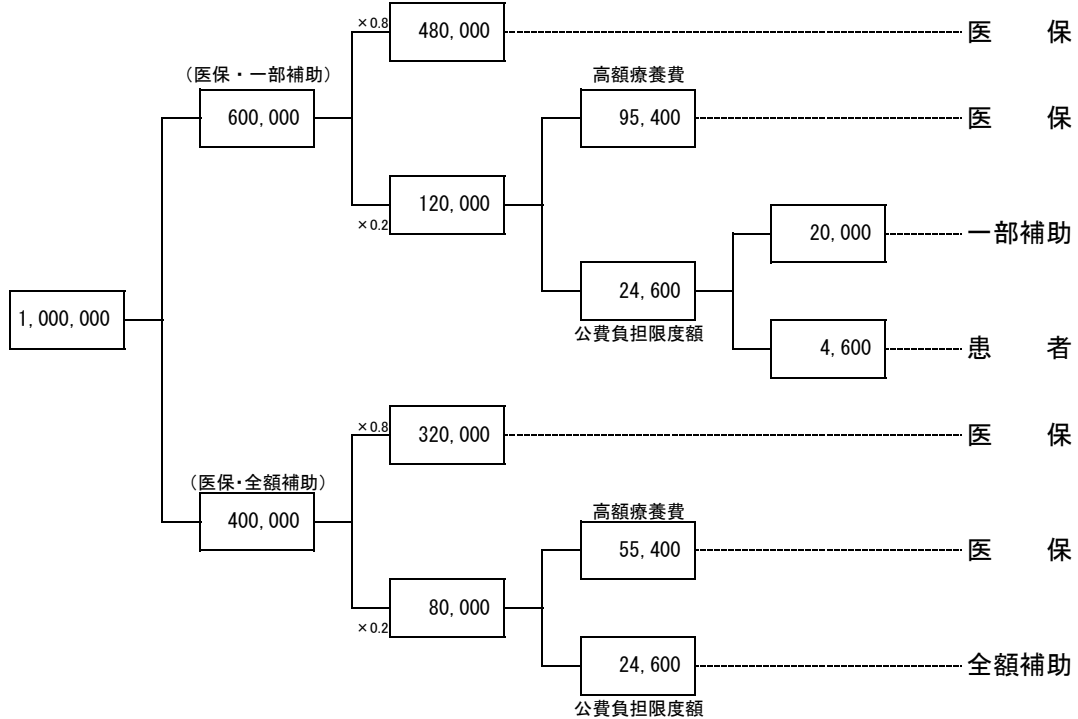 ×0.8
480,000
医　保
（医保・一部補助）
600,000
高額療養費
95,400
医　保
×0.2
120,000
20,000
一部補助
24,600
公費負担限度額
1,000,000
4,600
患　者
×0.8
320,000
医　保
（医保・全額補助）
400,000
高額療養費
55,400
医　保
×0.2
80,000
24,600
全額補助
公費負担限度額